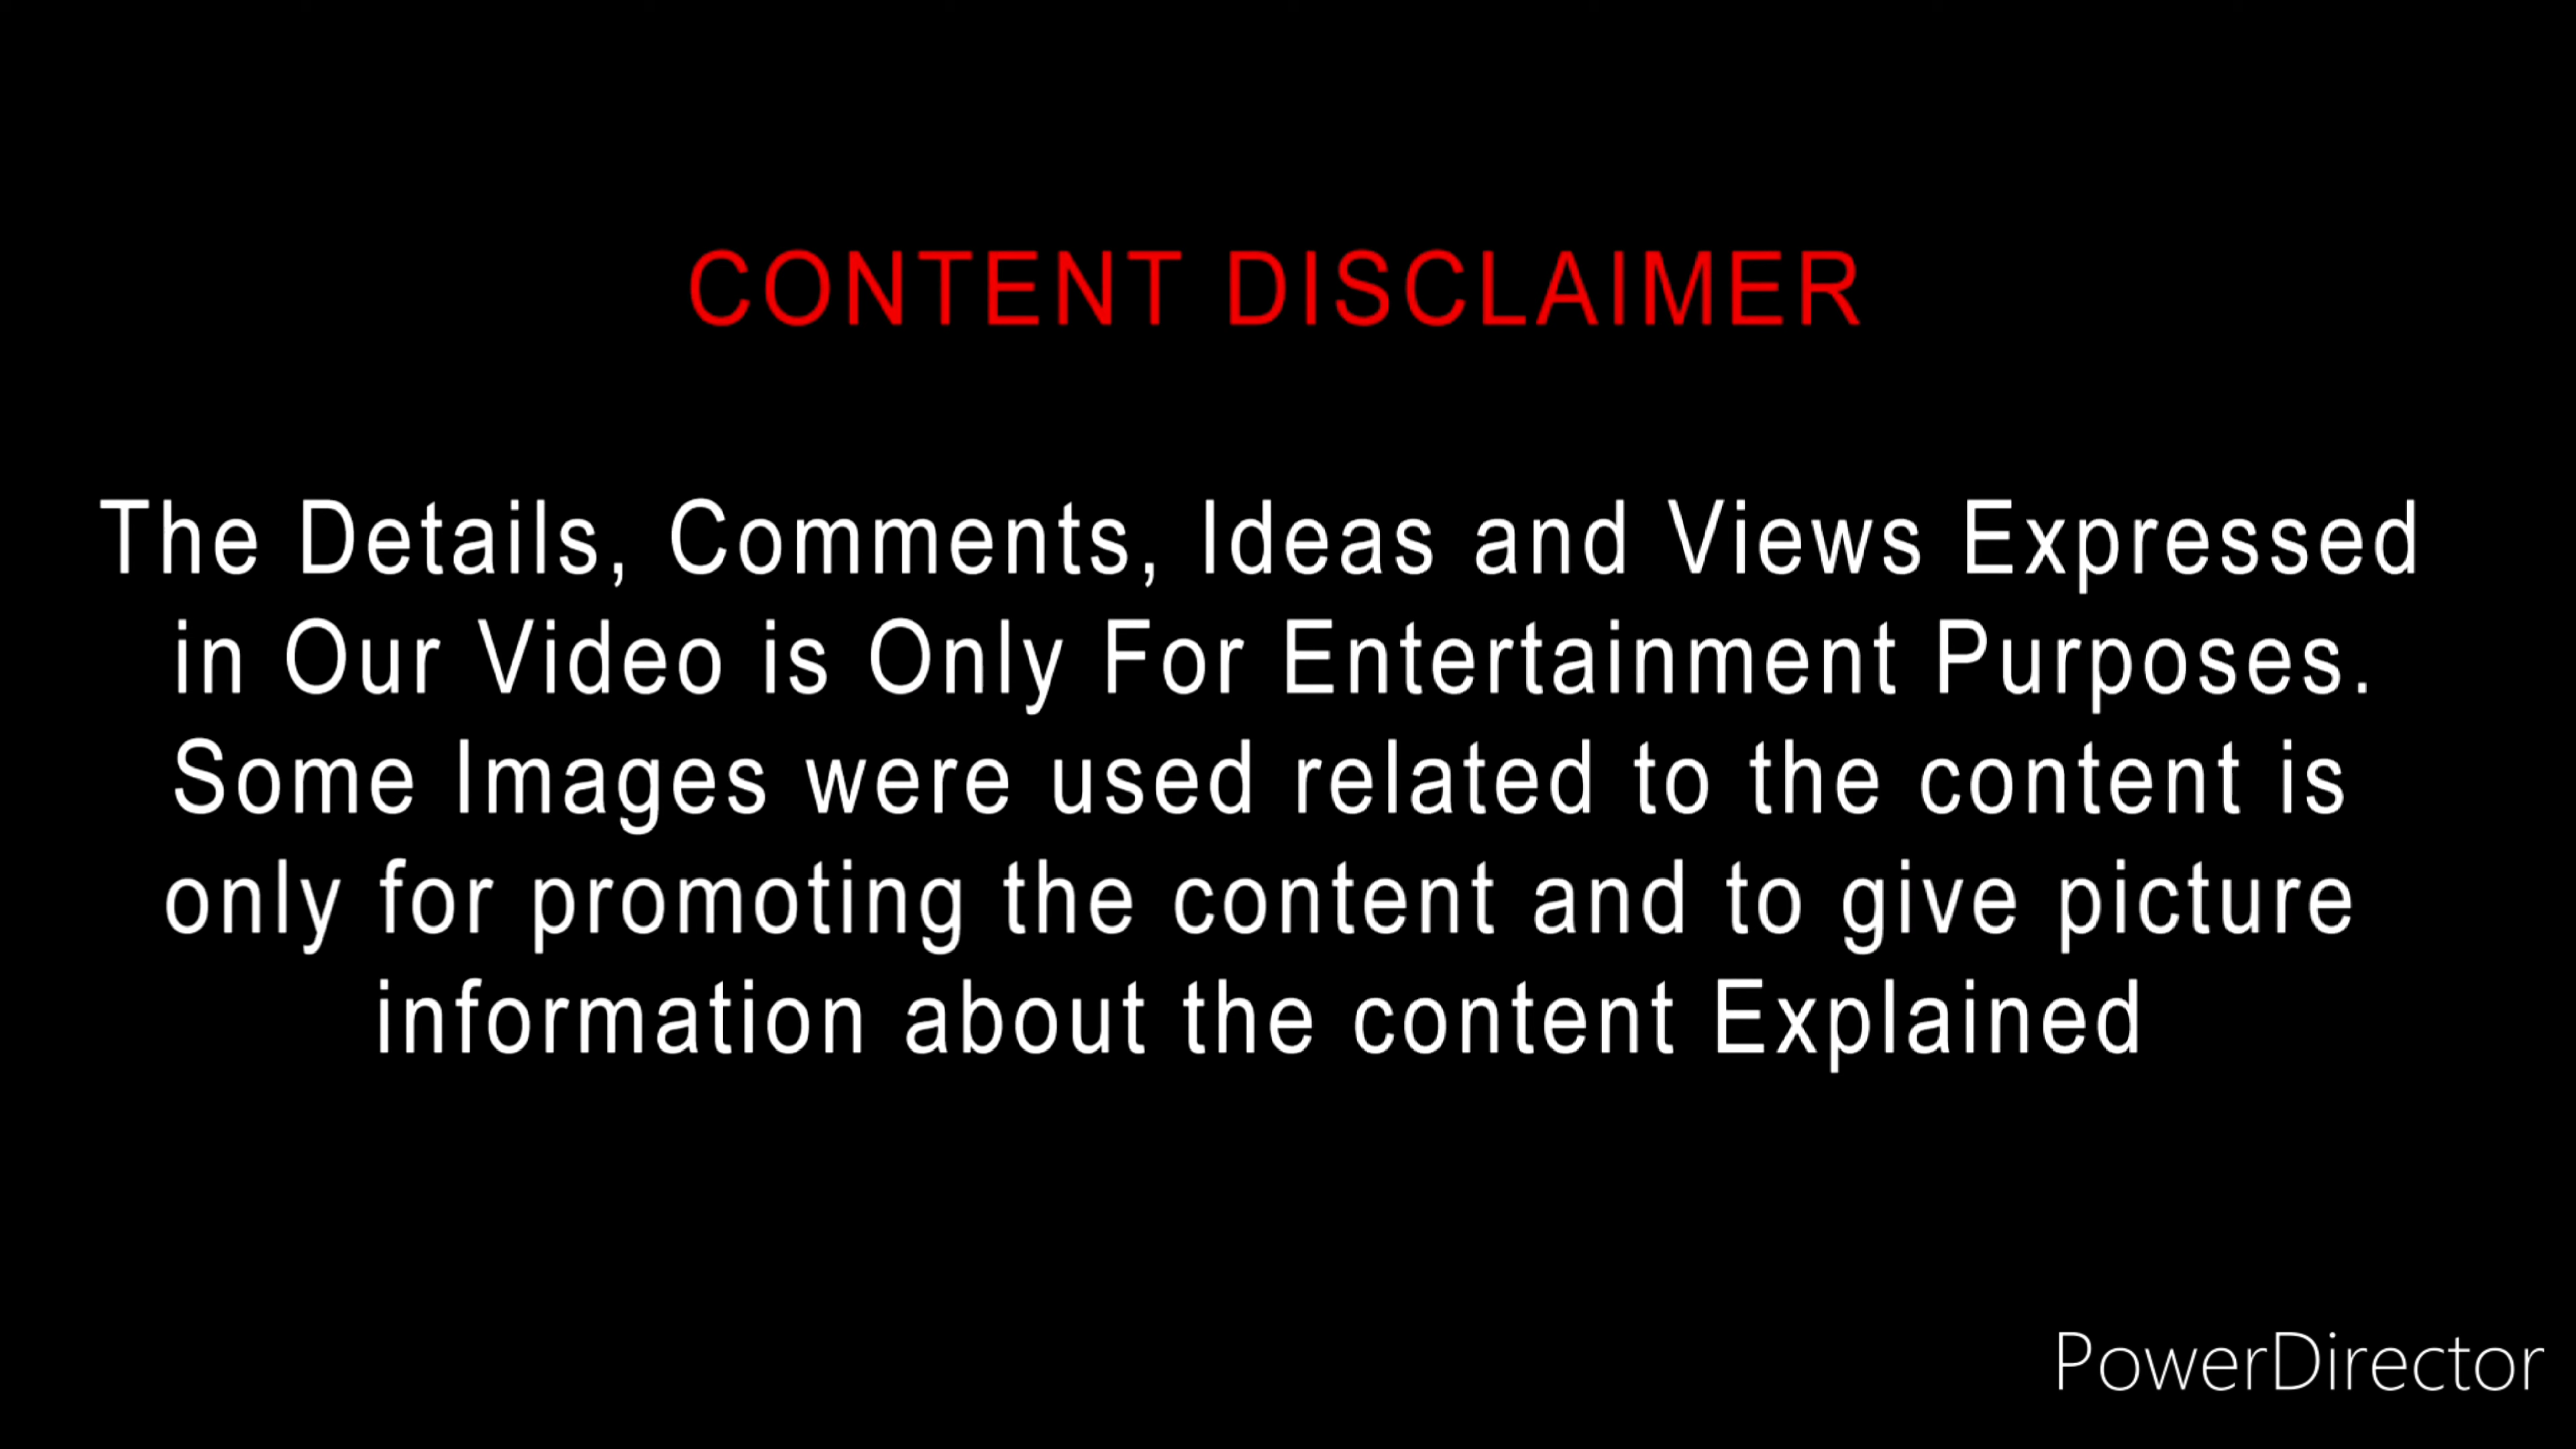 CONTENT DISCLAIMER
The Details, Comments, Ideas and Views Expressed
in Our Video is Only For Entertainment Purposes.
Some Images were used related to the content is
only for promoting the content and to give picture
information about the content Explained
PowerDirector